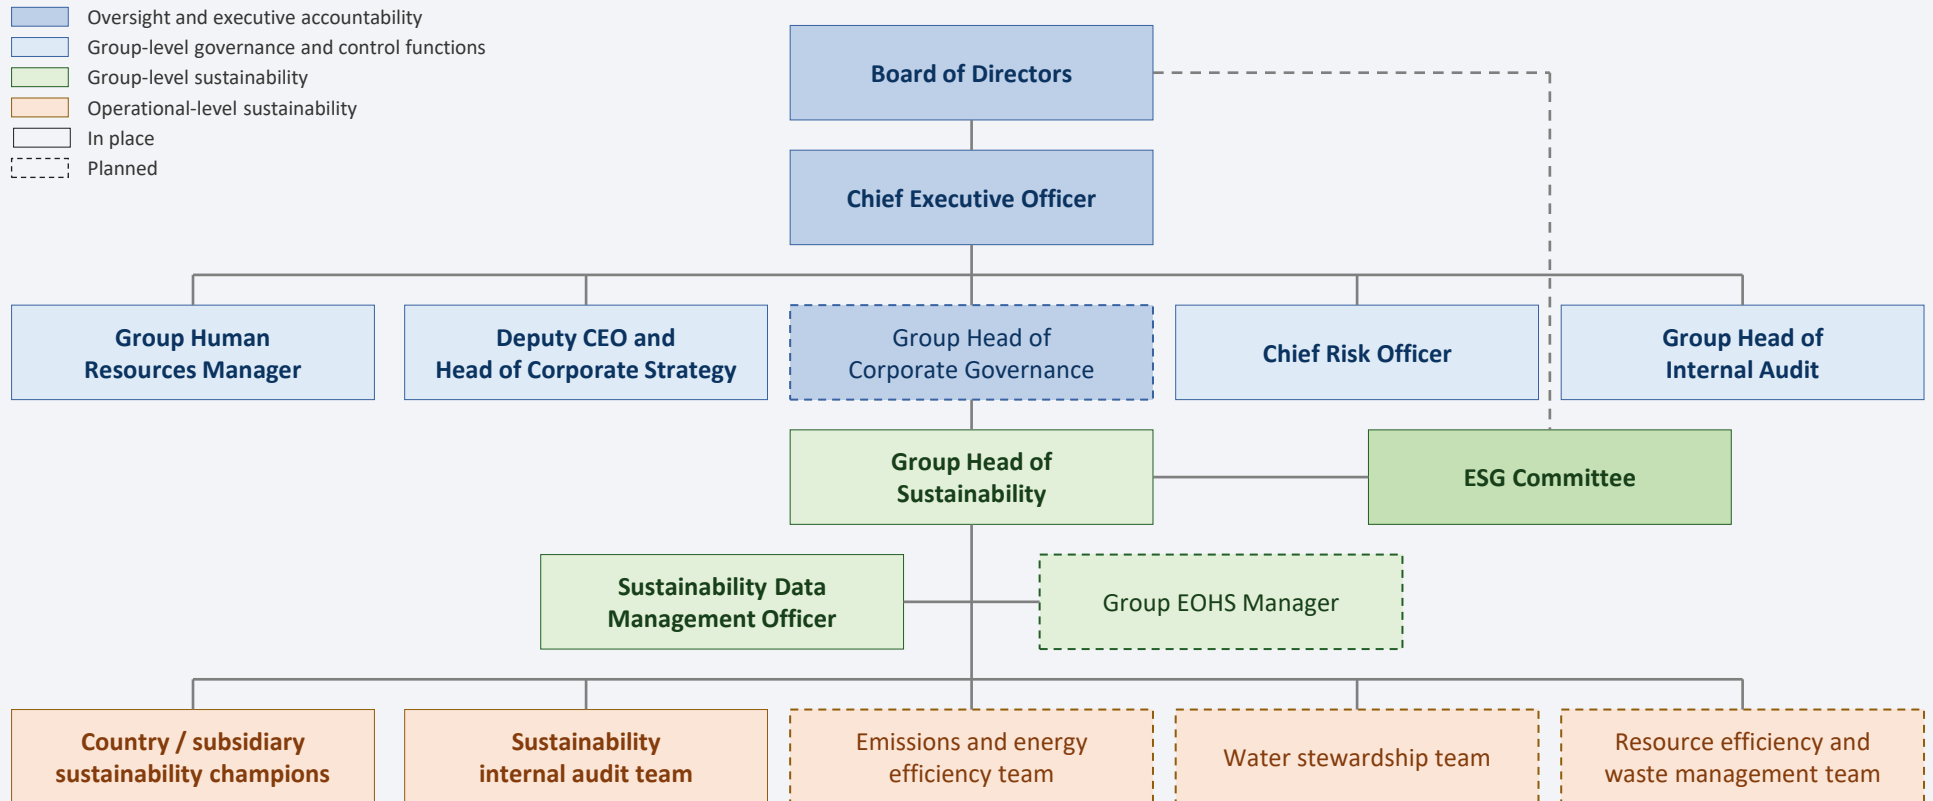 Oversight and executive accountability
Group-level governance and control functions
Group-level sustainability
Operational-level sustainability
In place
Planned
Board of Directors
Chief Executive Officer
Group Human
Resources Manager
Deputy CEO and
Head of Corporate Strategy
Group Head of
Corporate Governance
Chief Risk Officer
Group Head of
Internal Audit
Group Head of
Sustainability
ESG Committee
Sustainability Data
Management Officer
Group EOHS Manager
Country / subsidiary
sustainability champions
Sustainability
internal audit team
Emissions and energy
efficiency team
Water stewardship team
Resource efficiency and
waste management team